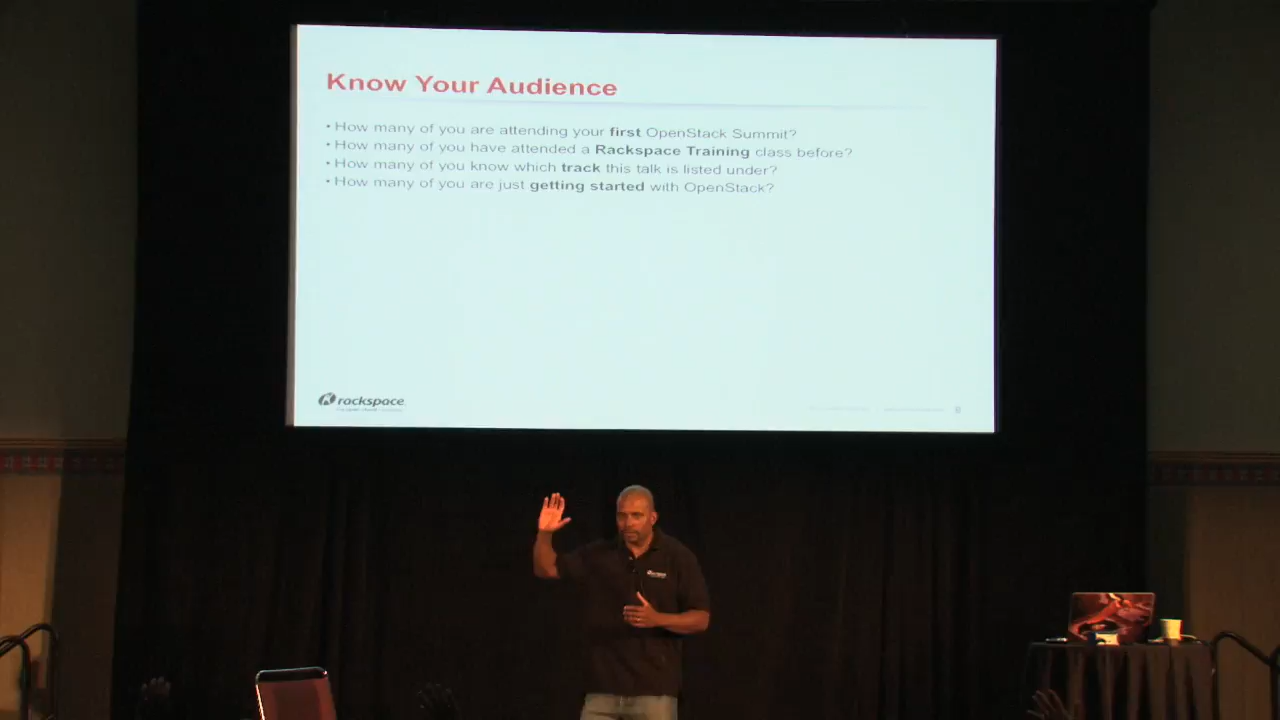 Know Your Audience
• How many of you are attending your first OpenStack Summit?
• How many of you have attended a Rackspace Training class before?
• How many of you know which track this talk is listed under?
• How many of you are just getting started with OpenStack?
rackspace